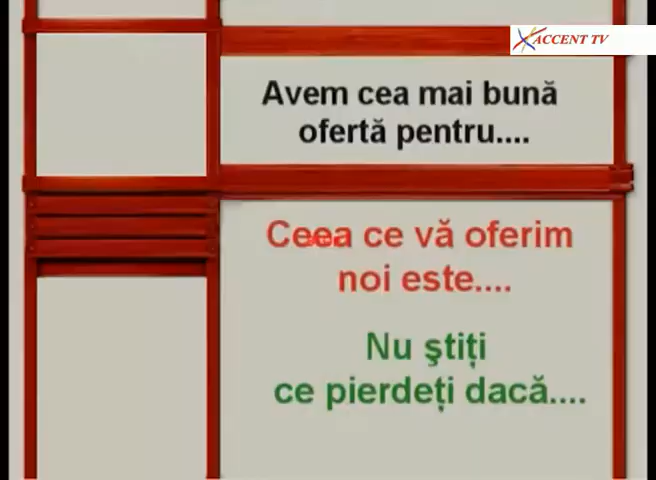 ACCENT TV
Avem cea mai bună
ofertă pentru....
Ceea ce vă oferim
noi este....
Nu ştiţi
ce pierdeţi dacă....